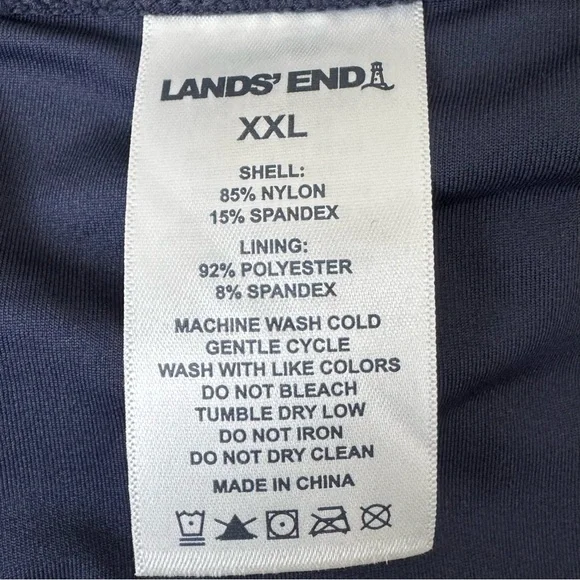 LANDS' END
XXL
SHELL:
85% NYLON
15% SPANDEX
LINING:
92% POLYESTER
8% SPANDEX
MACHINE WASH COLD
GENTLE CYCLE
WASH WITH LIKE COLORS
DO NOT BLEACH
TUMBLE DRY LOW
DO NOT IRON
DO NOT DRY CLEAN
MADE IN CHINA